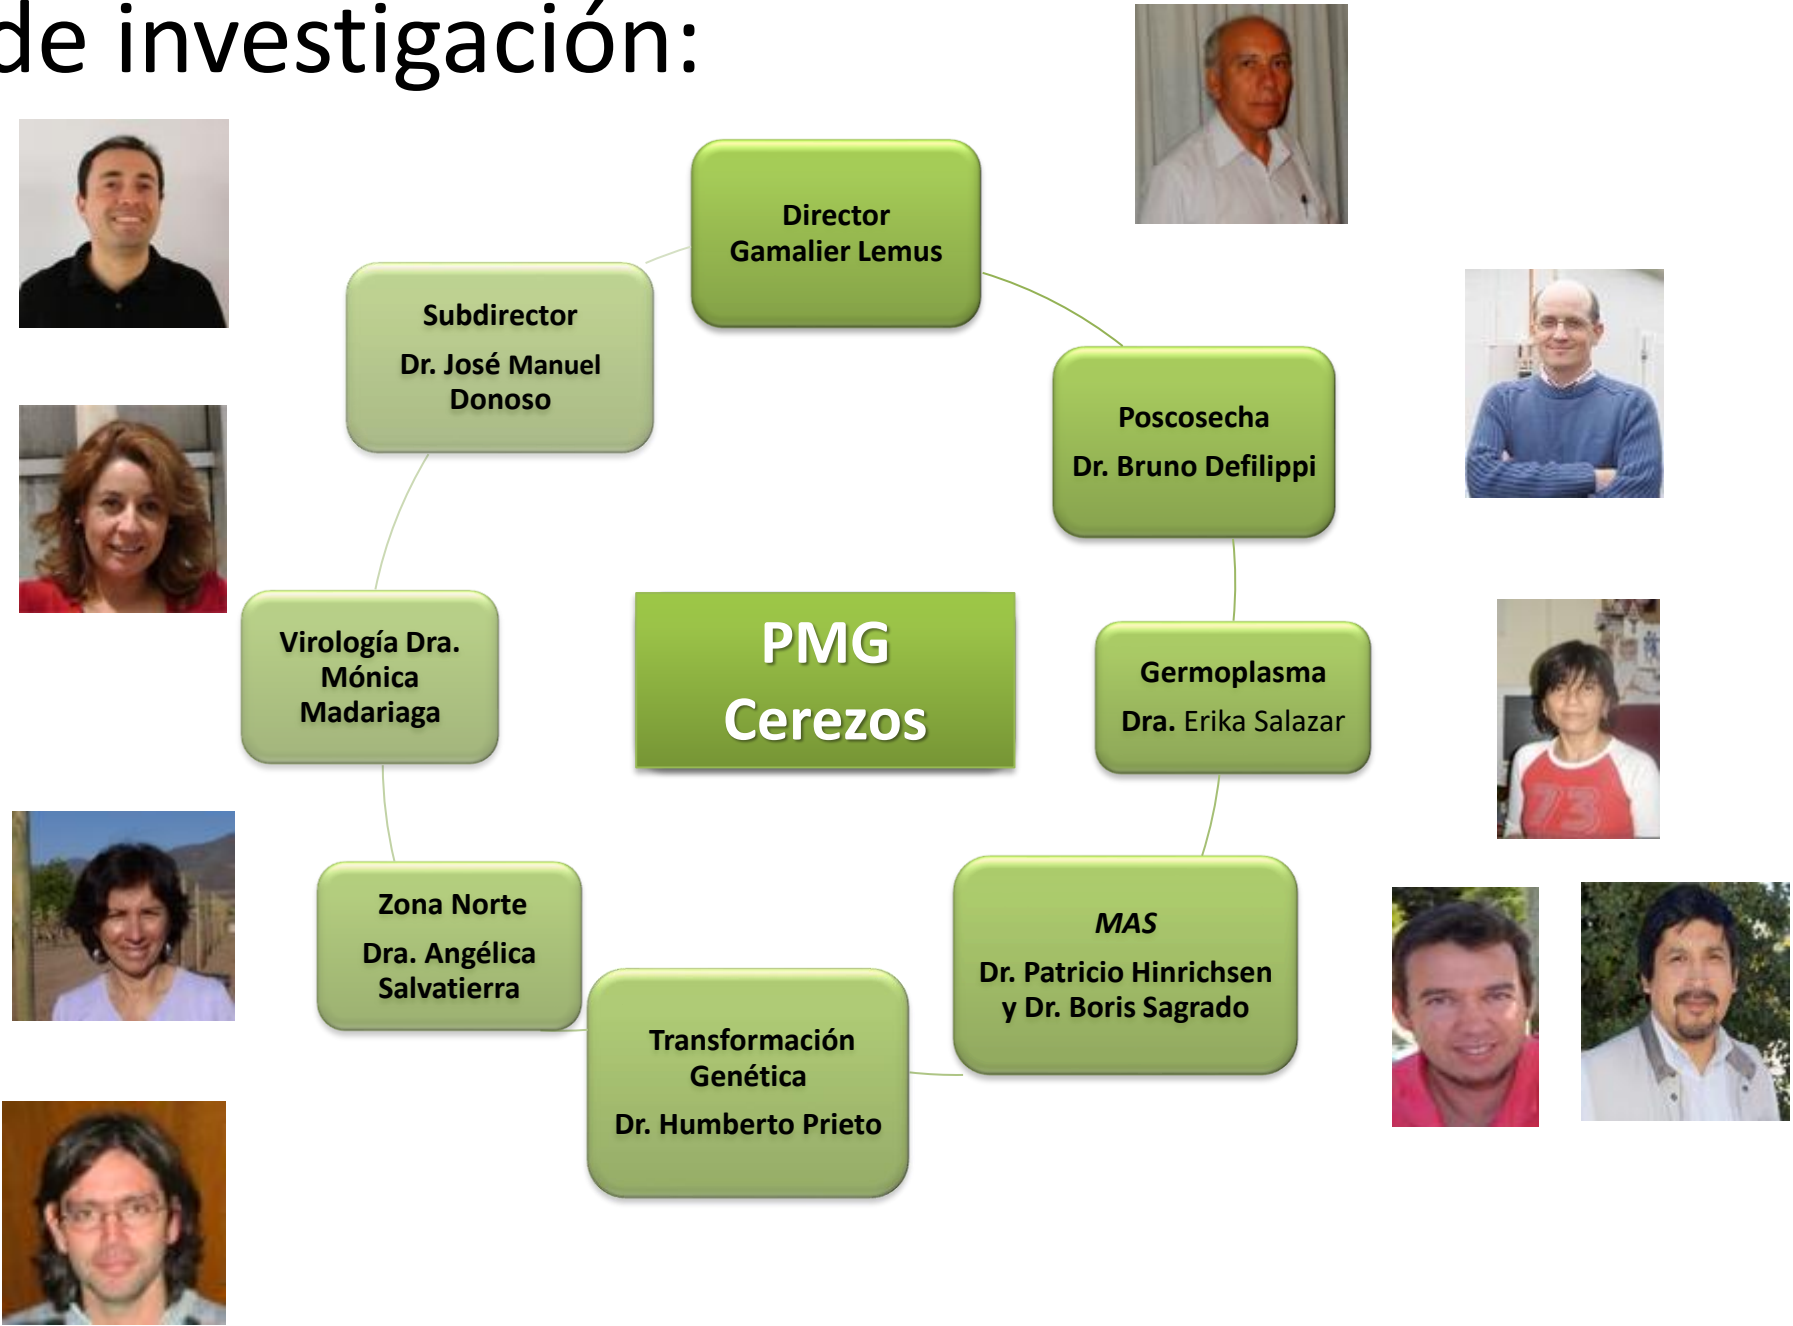 de investigación:
Director
Gamalier Lemus
Subdirector
Dr. José Manuel
Donoso
Poscosecha
Dr. Bruno Defilippi
Virología Dra.
Mónica
Madariaga
PMG
Cerezos
Germoplasma
Dra. Erika Salazar
Zona Norte
Dra. Angélica
Salvatierra
MAS
Dr. Patricio Hinrichsen
y Dr. Boris Sagrado
Transformación
Genética
Dr. Humberto Prieto
73